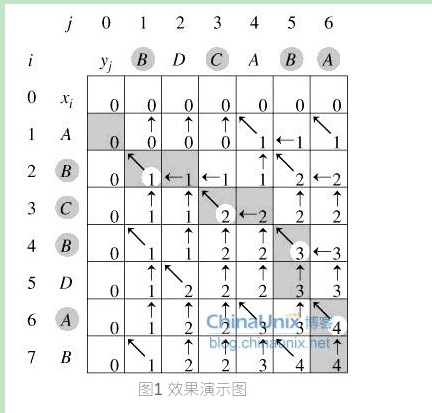 j 0 1 2 3 4 5 6
i y_j B D C A B A
0 x_i 0 0 0 0 0 0
0
1 A 0 ↑0 ↑0 ↑0 ↖1 ←1 ↖1
2 B 0 ↖1 ←1 ←1 ↑1 ↖2 ←2
3 C 0 ↑1 ↑1 ↖2 ←2 ↑2 ↑2
4 B 0 ↖1 ↑1 ↑2 ↑2 ↖3 ←3
5 D 0 ↑1 ↖2 ↑2 ↑2 ↑3 ↑3
6 A 0 ↑1 ↑2 ↑2 ↖3 ↑3 ↖4
7 B 0 ↖1 ↑2 ↑2 ↑3 ↖4 ↑4
ChinaUnix 博客
blog.chinaunix.net
图1 效果演示图